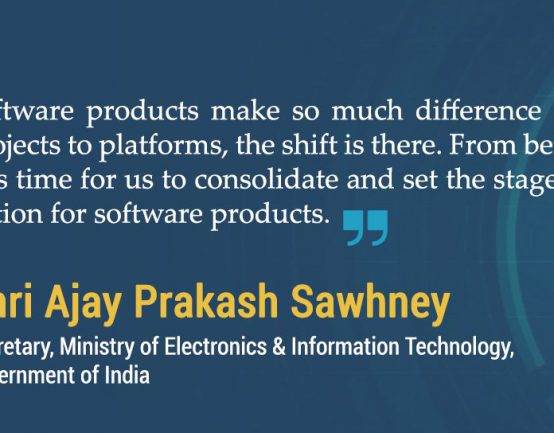 ftware products make so much difference
ojects to platforms, the shift is there. From be
s time for us to consolidate and set the stage
tion for software products. ”
hri Ajay Prakash Sawhney
retary, Ministry of Electronics & Information Technology,
ernment of India